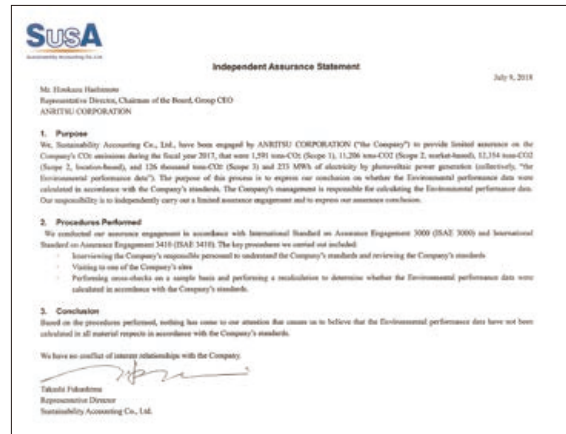 SUSA
Sustainability Accounting Co., Ltd.
Independent Assurance Statement
July 9, 2018
Mr. Hirokazu Hashimoto
Representative Director, Chairman of the Board, Group CEO
ANRITSU CORPORATION
1. Purpose
We, Sustainability Accounting Co., Ltd., have been engaged by ANRITSU CORPORATION ("the Company") to provide limited assurance on the
Company's CO2 emissions during the fiscal year 2017, that were 1,591 tons-CO2 (Scope 1), 11,206 tons-CO2 (Scope 2, market-based), 12,354 tons-CO2
(Scope 2, location-based), and 126 thousand tons-CO2 (Scope 3) and 233 MWh of electricity by photovoltaic power generation (collectively, "the
Environmental performance data"). The purpose of this process is to express our conclusion on whether the Environmental performance data were
calculated in accordance with the Company's standards. The Company's management is responsible for calculating the Environmental performance data.
Our responsibility is to independently carry out a limited assurance engagement and to express our assurance conclusion.
2. Procedures Performed
We conducted our assurance engagement in accordance with International Standard on Assurance Engagement 3000 (ISAE 3000) and International
Standard on Assurance Engagement 3410 (ISAE 3410). The key procedures we carried out included:
· Interviewing the Company's responsible personnel to understand the Company's standards and reviewing the Company's standards
· Visiting to one of the Company's sites
· Performing cross-checks on a sample basis and performing a recalculation to determine whether the Environmental performance data were
calculated in accordance with the Company's standards.
3. Conclusion
Based on the procedures performed, nothing has come to our attention that causes us to believe that the Environmental performance data have not been
calculated in all material respects in accordance with the Company's standards.
We have no conflict of interest relationships with the Company.
Takashi Fukushima
Representative Director
Sustainability Accounting Co., Ltd.